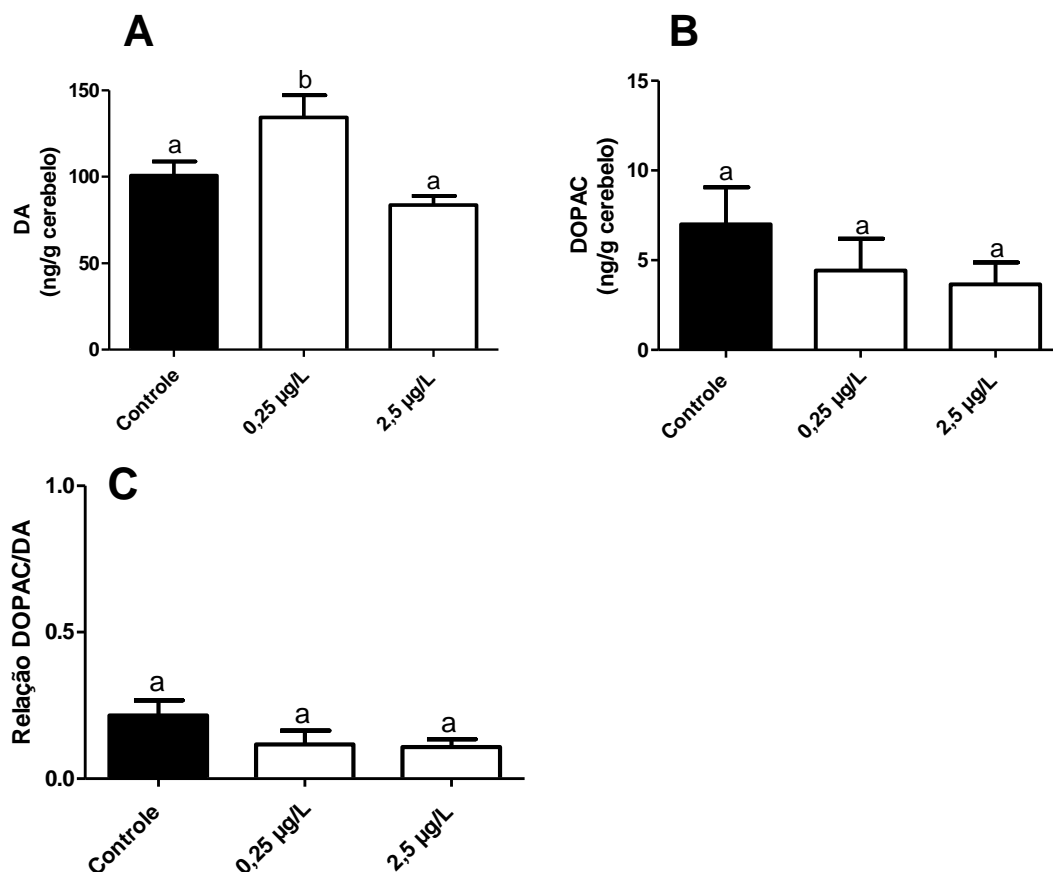 A
DA
(ng/g cerebelo)
150
100
50
0
a
b
a
Controle
0,25 µg/L
2,5 µg/L
B
DOPAC
(ng/g cerebelo)
15
10
5
0
a
a
a
Controle
0,25 µg/L
2,5 µg/L
C
Relação DOPAC/DA
1.0
0.5
0.0
a
a
a
Controle
0,25 µg/L
2,5 µg/L